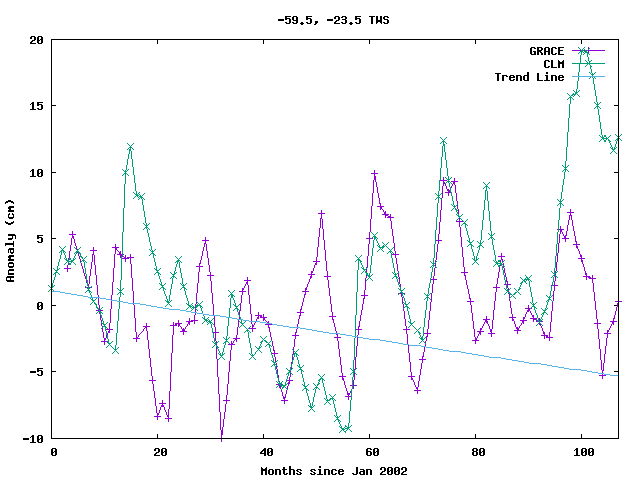 -59.5, -23.5 TWS
GRACE
CLM
Trend Line
20
15
10
5
0
-5
-10
Anomaly (cm)
0 20 40 60 80 100
Months since Jan 2002